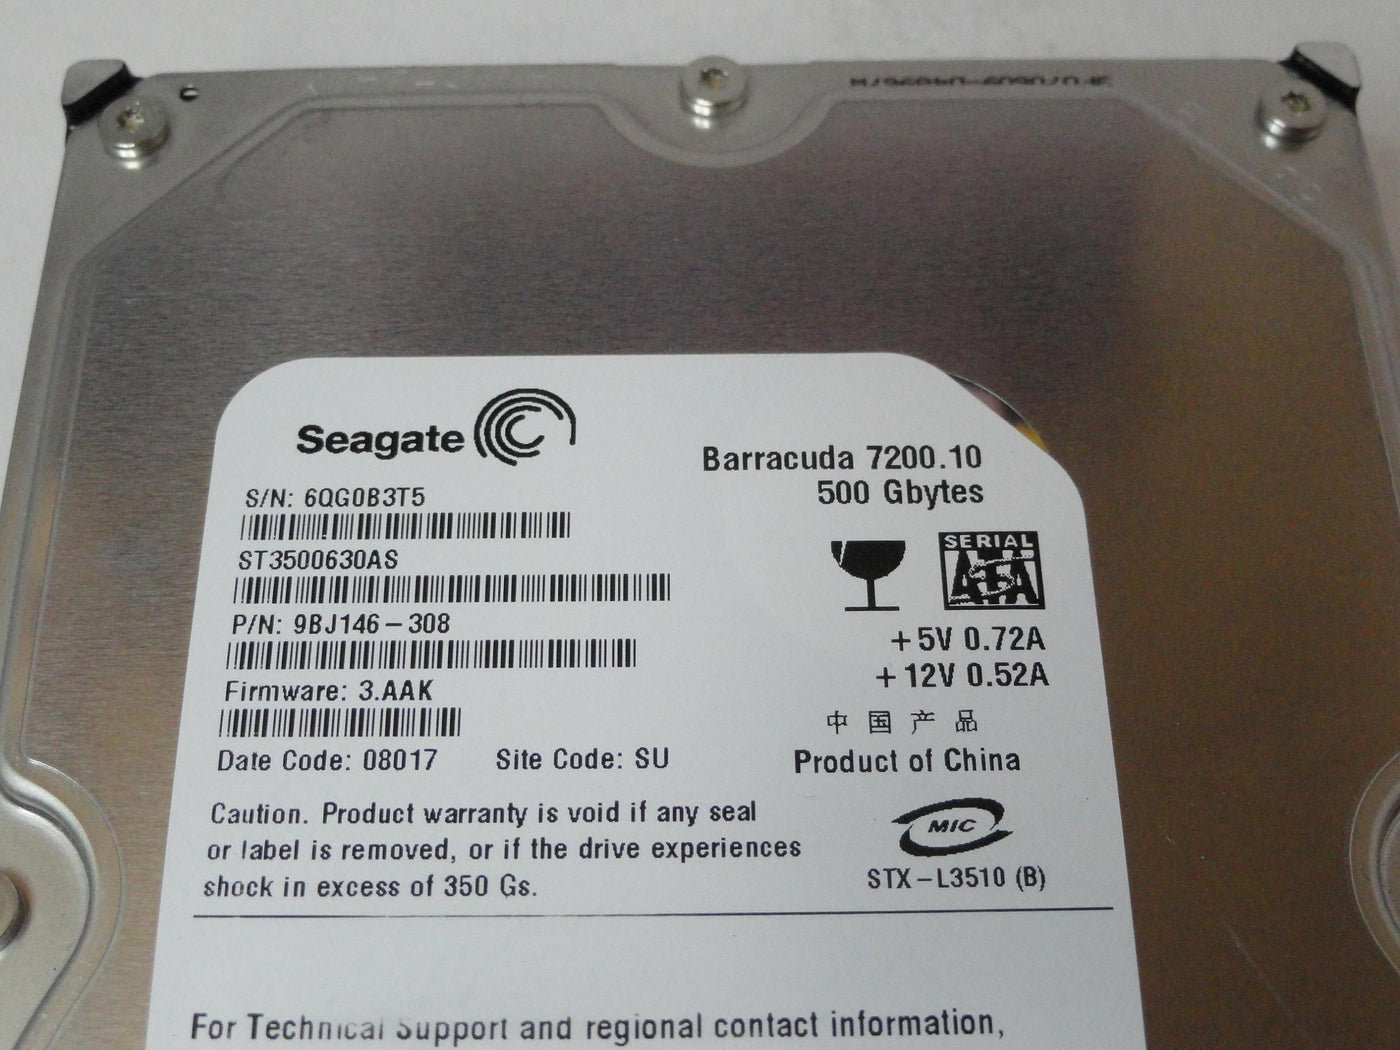 Seagate
Barracuda 7200.10
500 Gbytes
S/N: 6QG0B3T5
ST3500630AS
P/N: 9BJ146-308
Firmware: 3.AAK
Date Code: 08017 Site Code: SU
SERIAL
ATA
+5V 0.72A
+12V 0.52A
中国产品
Product of China
MIC
STX-L3510 (B)
Caution. Product warranty is void if any seal
or label is removed, or if the drive experiences
shock in excess of 350 Gs.
For Technical Support and regional contact information,